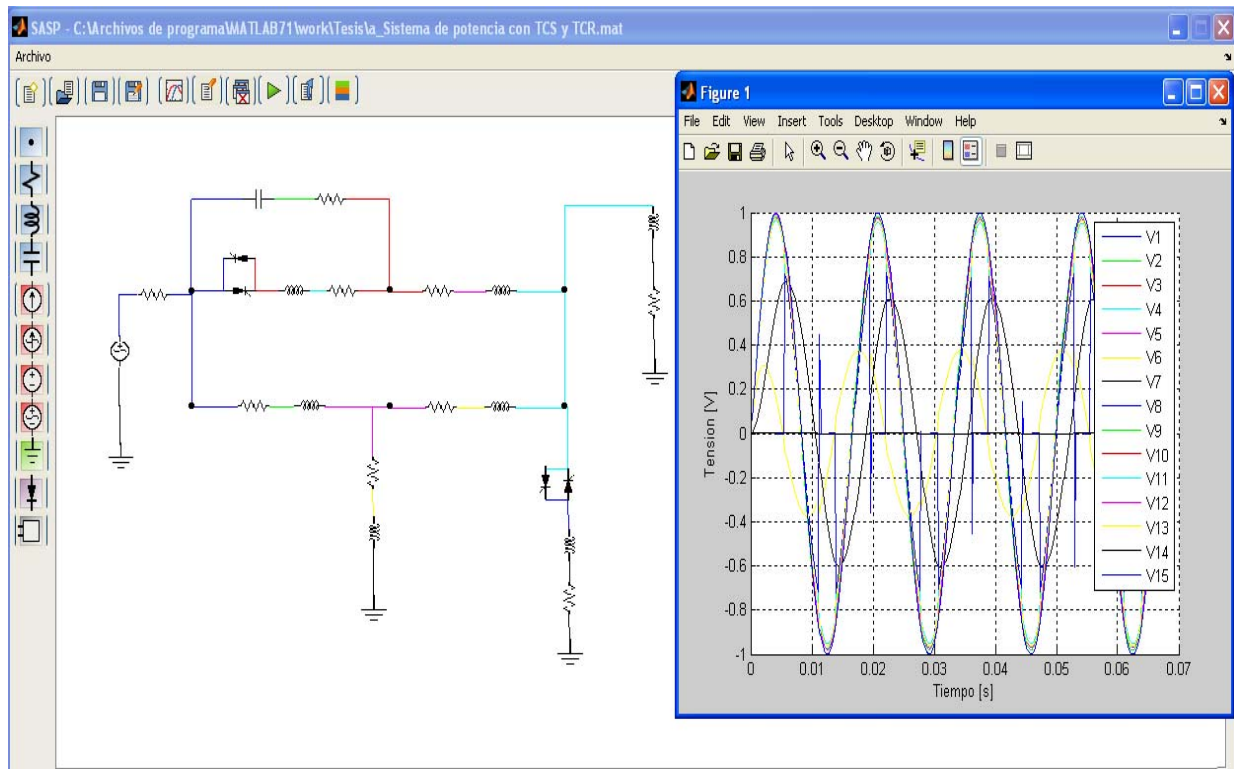 SASP - C:\Archivos de programa\MATLAB71\work\Tesis\a_Sistema de potencia con TCS y TCR.mat
Archivo
Figure 1
File Edit View Insert Tools Desktop Window Help
1
0.8
0.6
0.4
0.2
0
-0.2
-0.4
-0.6
-0.8
-1
Tension [V]
0 0.01 0.02 0.03 0.04 0.05 0.06 0.07
Tiempo [s]
V1
V2
V3
V4
V5
V6
V7
V8
V9
V10
V11
V12
V13
V14
V15